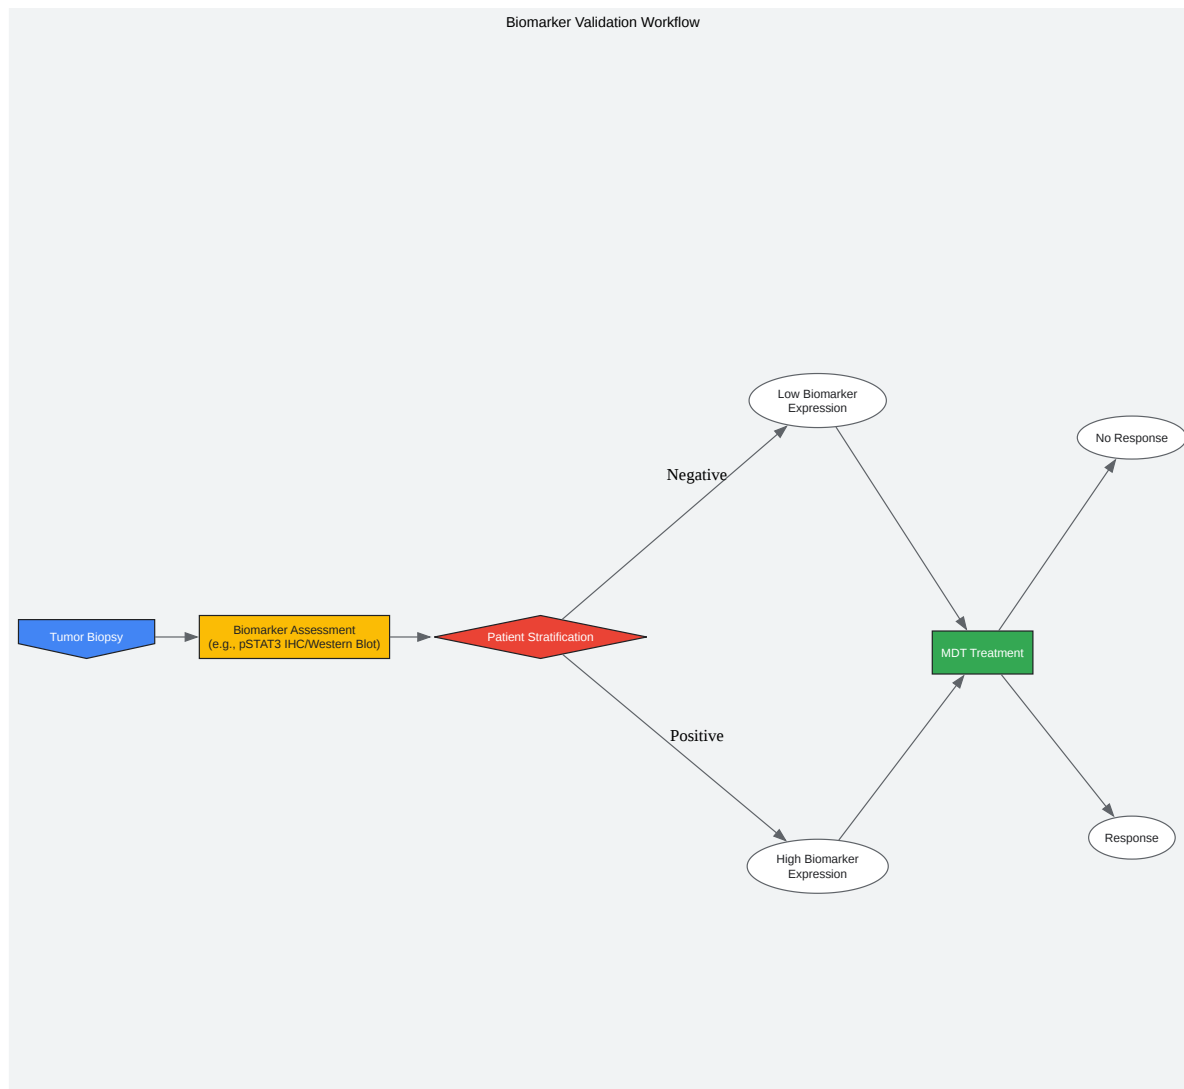 Biomarker Validation Workflow
Tumor Biopsy
Biomarker Assessment
(e.g., pSTAT3 IHC/Western Blot)
Patient Stratification
Negative
Positive
Low Biomarker
Expression
High Biomarker
Expression
MDT Treatment
No Response
Response